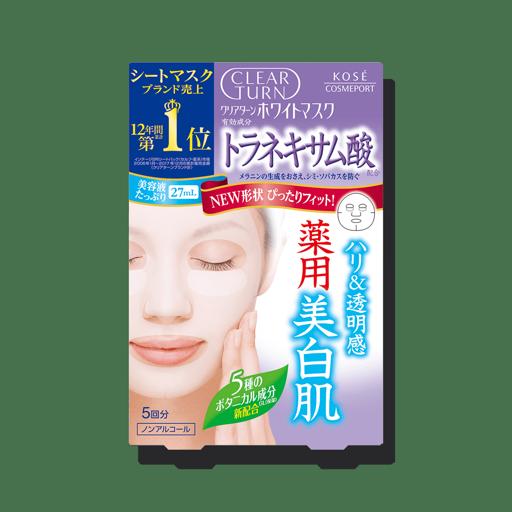 シートマスク
ブランド売上
12年間
第1位
CLEAR
TURN
KOSÉ
COSMEPORT
クリアターンホワイトマスク
有効成分
トラネキサム酸
配合
メラニンの生成をおさえ、シミ・ソバカスを防ぐ
美容液
たっぷり
27mL
NEW形状 ぴったりフィット!
ハリ&透明感
薬用
美白肌
5種の
ボタニカル成分
新配合
5回分
ノンアルコール